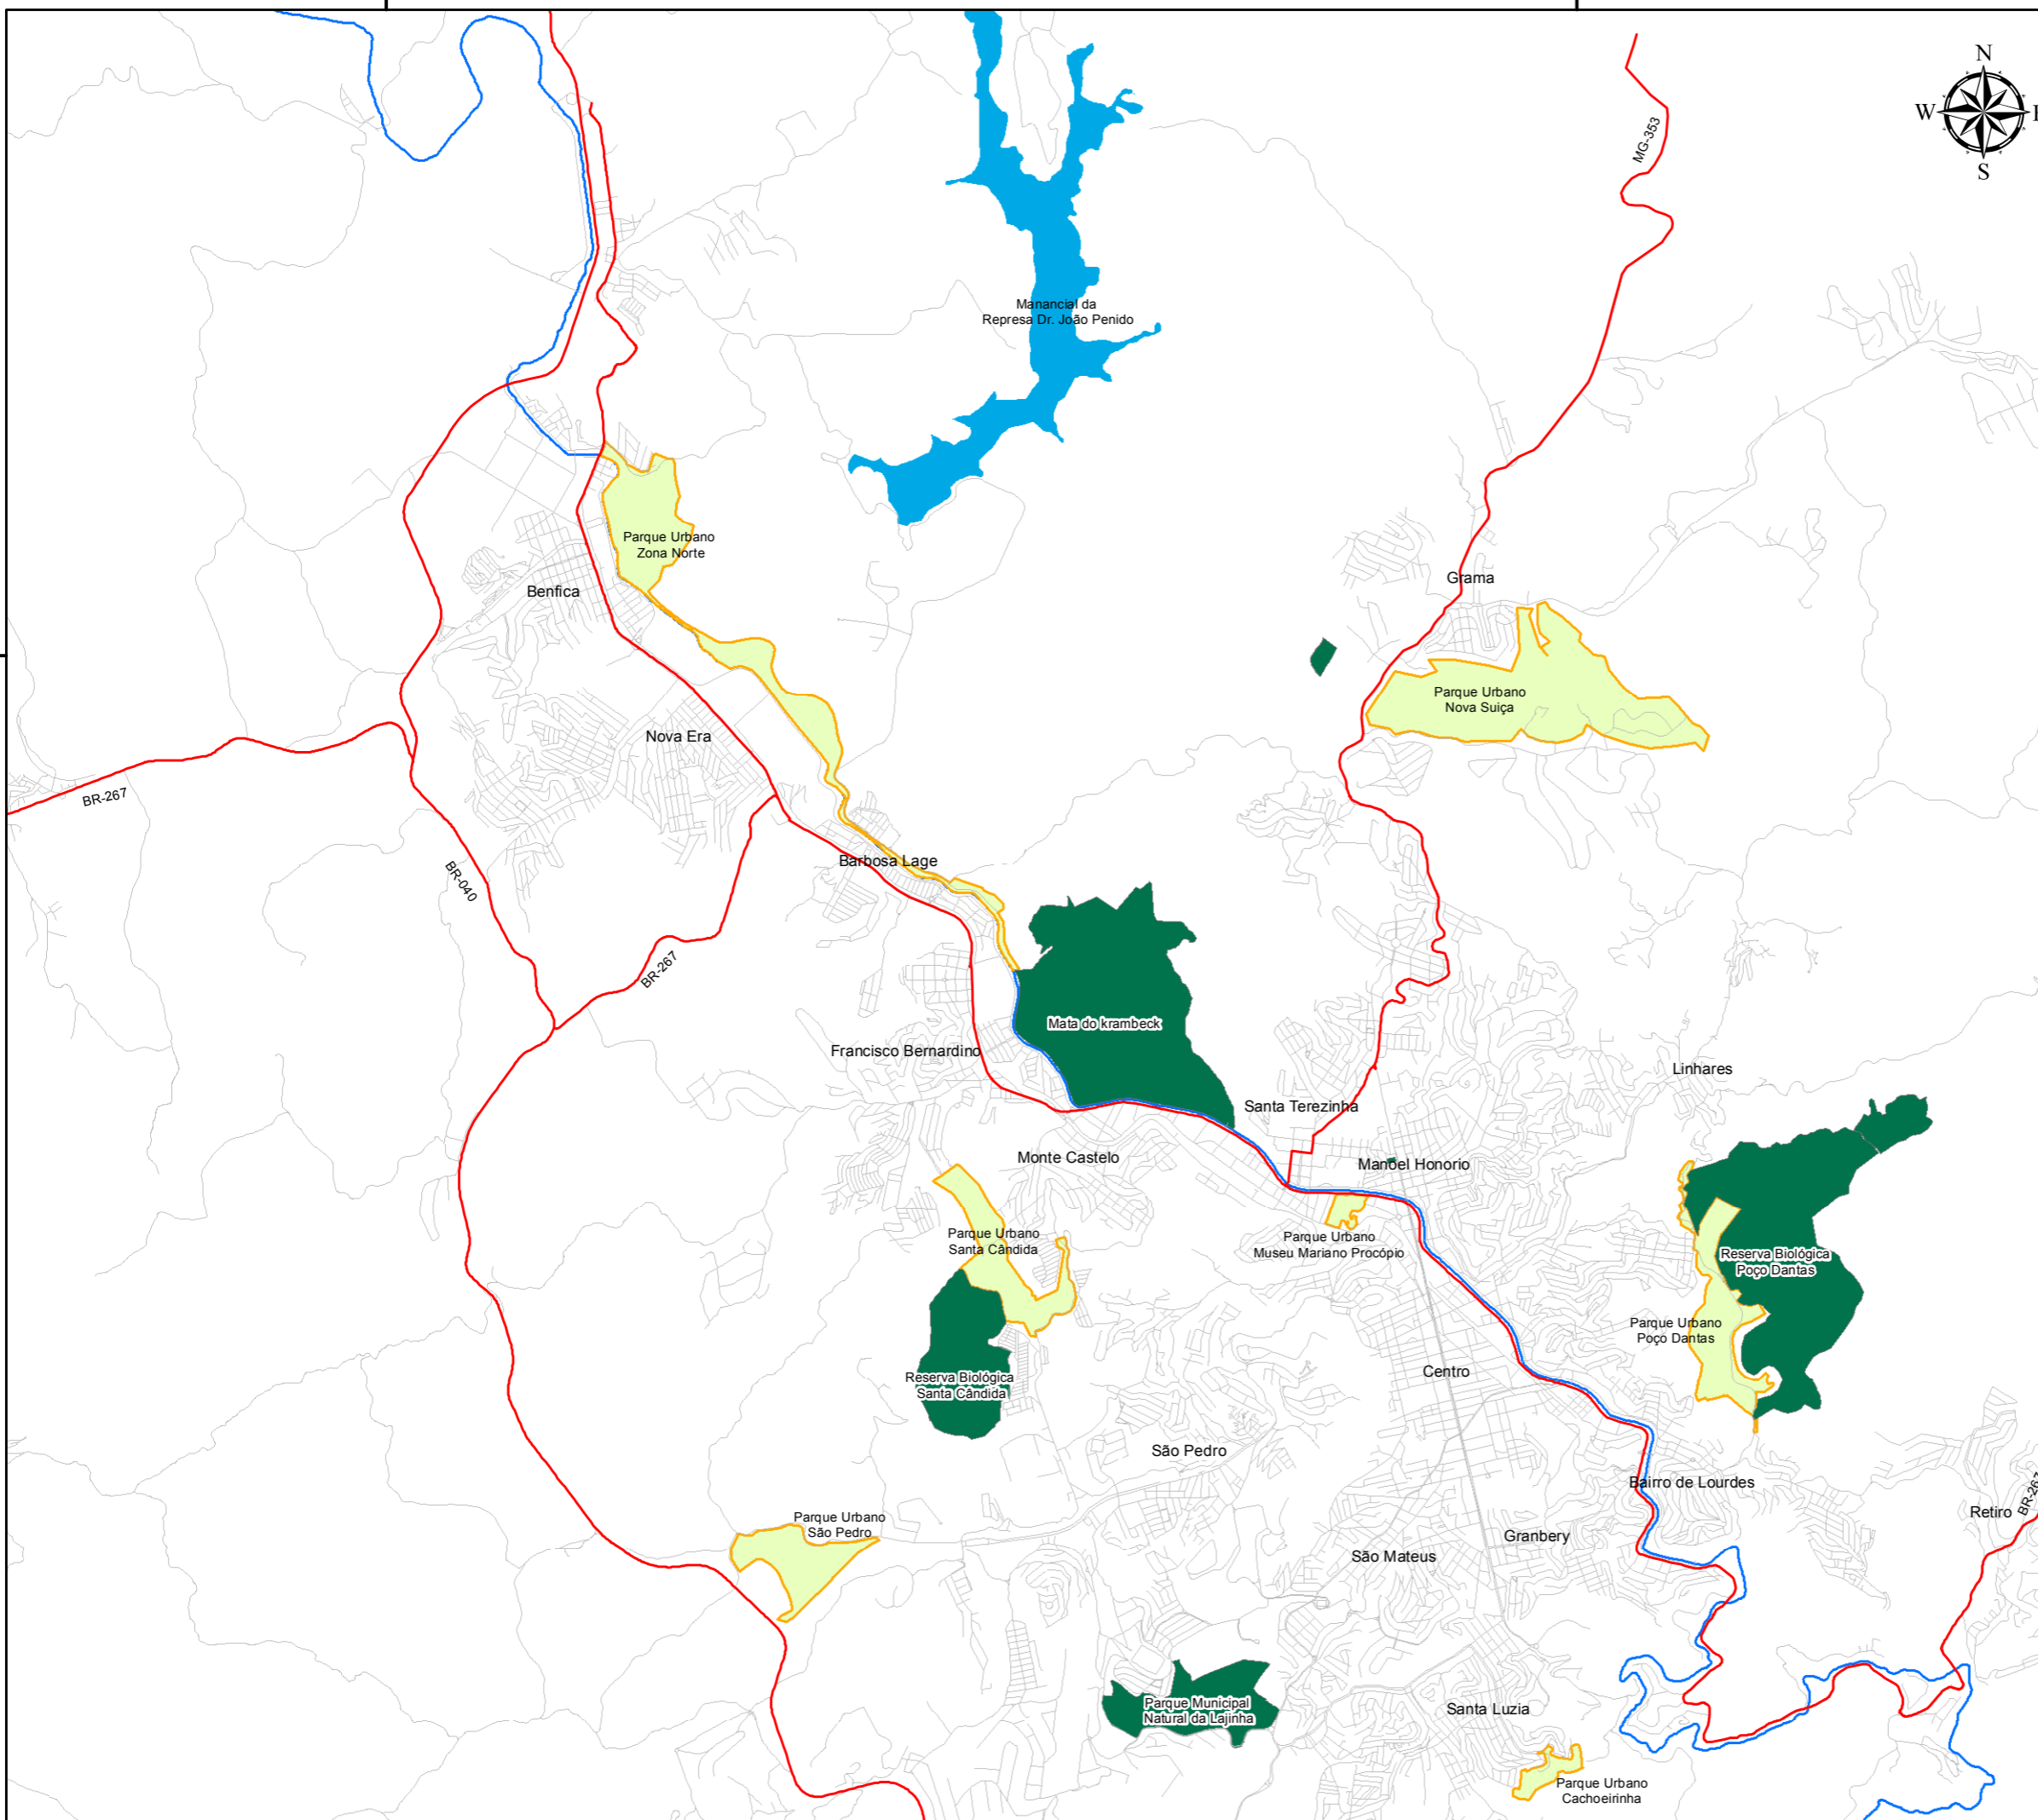 N
W
E
S
MG-353
Manancial da
Represa Dr. João Penido
Parque Urbano
Zona Norte
Benfica
Grama
Parque Urbano
Nova Suiça
Nova Era
BR-267
Barbosa Lage
BR-040
BR-267
Mata do krambeck
Francisco Bernardino
Linhares
Santa Terezinha
Monte Castelo
Manoel Honorio
Parque Urbano
Santa Cândida
Parque Urbano
Museu Mariano Procópio
Reserva Biológica
Poço Dantas
Parque Urbano
Poço Dantas
Centro
Reserva Biológica
Santa Cândida
São Pedro
Bairro de Lourdes
BR-267
Retiro
Parque Urbano
São Pedro
Granbery
São Mateus
Parque Municipal
Natural da Lajinha
Santa Luzia
Parque Urbano
Cachoeirinha